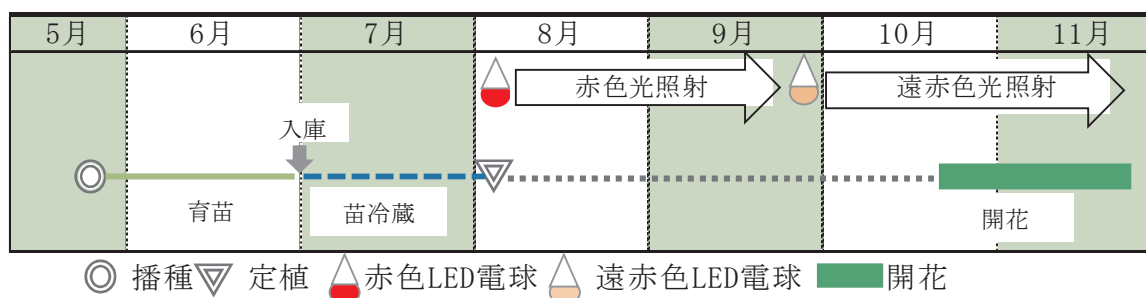 5月 6月 7月 8月 9月 10月 11月
赤色光照射 遠赤色光照射
入庫
育苗 苗冷蔵 開花
播種 定植 赤色LED電球 遠赤色LED電球 開花